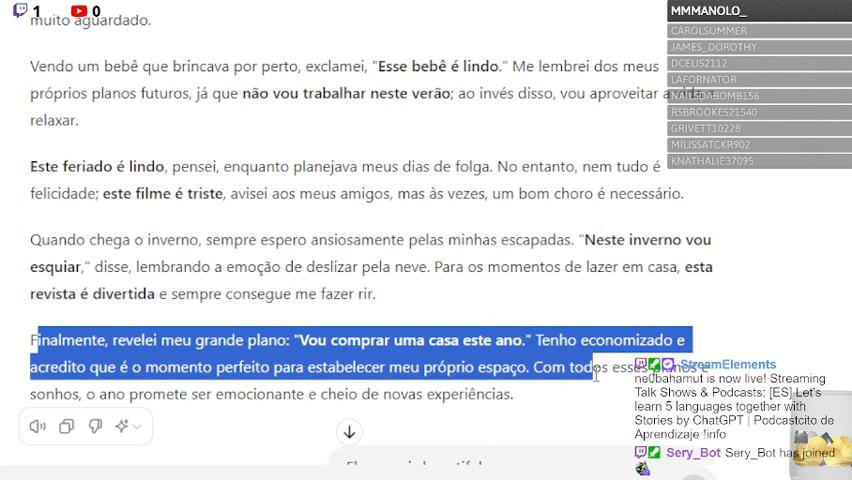 1 0
muito aguardado.
Vendo um bebê que brincava por perto, exclamei, "Esse bebê é lindo." Me lembrei dos meus
próprios planos futuros, já que não vou trabalhar neste verão; ao invés disso, vou aproveitar a vida e
relaxar.
Este feriado é lindo, pensei, enquanto planejava meus dias de folga. No entanto, nem tudo é
felicidade; este filme é triste, avisei aos meus amigos, mas às vezes, um bom choro é necessário.
Quando chega o inverno, sempre espero ansiosamente pelas minhas escapadas. "Neste inverno vou
esquiar," disse, lembrando a emoção de deslizar pela neve. Para os momentos de lazer em casa, esta
revista é divertida e sempre consegue me fazer rir.
Finalmente, revelei meu grande plano: "Vou comprar uma casa este ano." Tenho economizado e
acredito que é o momento perfeito para estabelecer meu próprio espaço. Com todos esses planos e
sonhos, o ano promete ser emocionante e cheio de novas experiências.
MMMANOLO_
CAROLSUMMER
JAMES_DOROTHY
DCELIS2112
LAFORNATOR
NAILSDABOMB156
RSBROOKES21540
GRIVETT10228
MILISSATCKR902
KNATHALIE37095
StreamElements
ne0bahamut is now live! Streaming
Talk Shows & Podcasts: [ES] Let's
learn 5 languages together with
Stories by ChatGPT | Podcastcito de
Aprendizaje !info
Sery_Bot Sery_Bot has joined